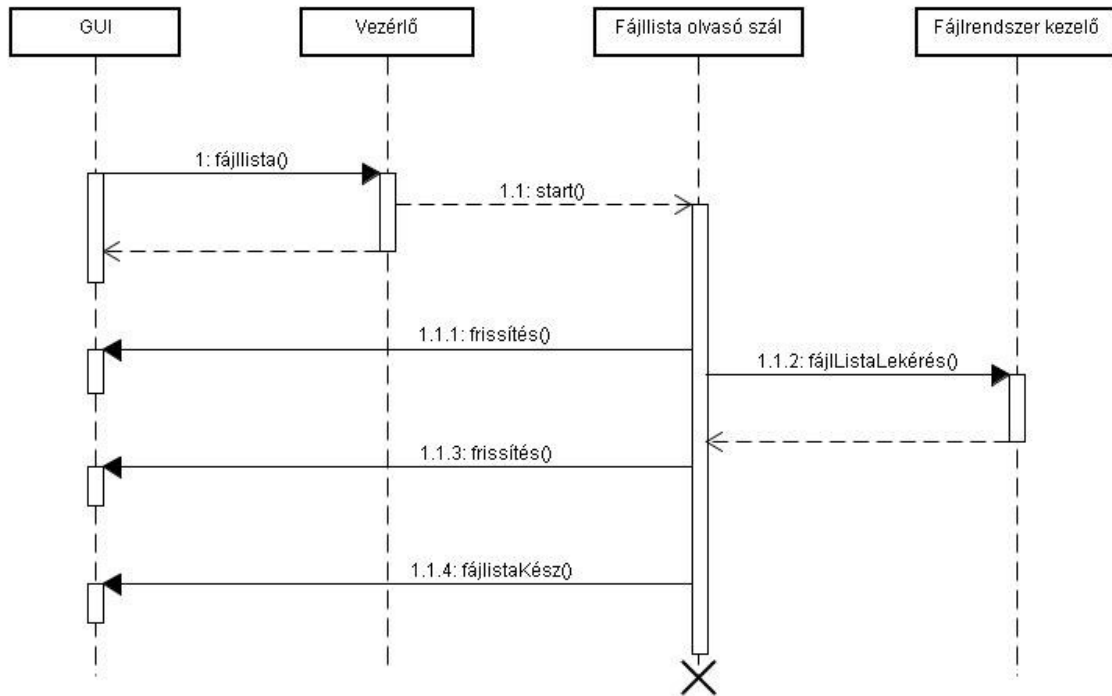 GUI
Vezérlő
Fájllista olvasó szál
Fájlrendszer kezelő
1: fájllista()
1.1: start()
1.1.1: frissítés()
1.1.2: fájlListaLekérés()
1.1.3: frissítés()
1.1.4: fájlistaKész()